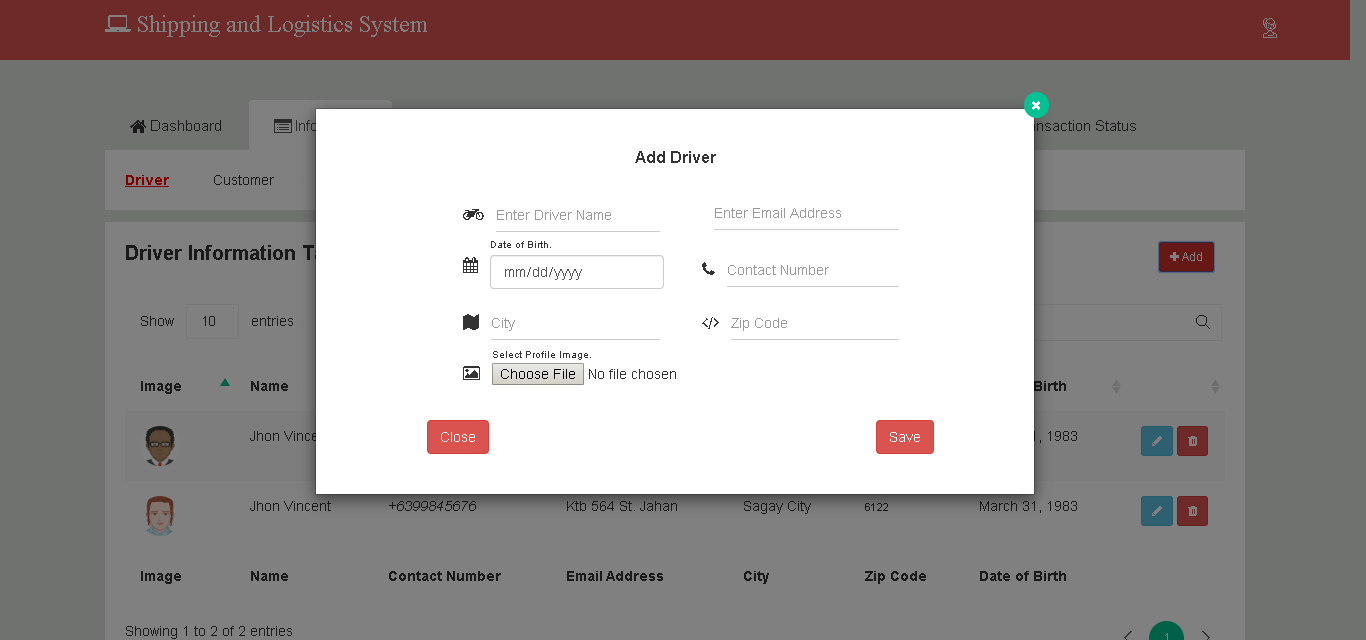 Shipping and Logistics System
Dashboard
Info
nsaction Status
Driver
Customer
Add Driver
Enter Driver Name
Enter Email Address
Date of Birth.
mm/dd/yyyy
Contact Number
City
Zip Code
Select Profile Image.
Choose File No file chosen
Close
Save
Driver Information Ta
Add
Show 10 entries
Image Name Birth
Jhon Vince , 1983
Jhon Vincent +6399845676 Ktb 564 St. Jahan Sagay City 6122 March 31, 1983
Image Name Contact Number Email Address City Zip Code Date of Birth
Showing 1 to 2 of 2 entries
1